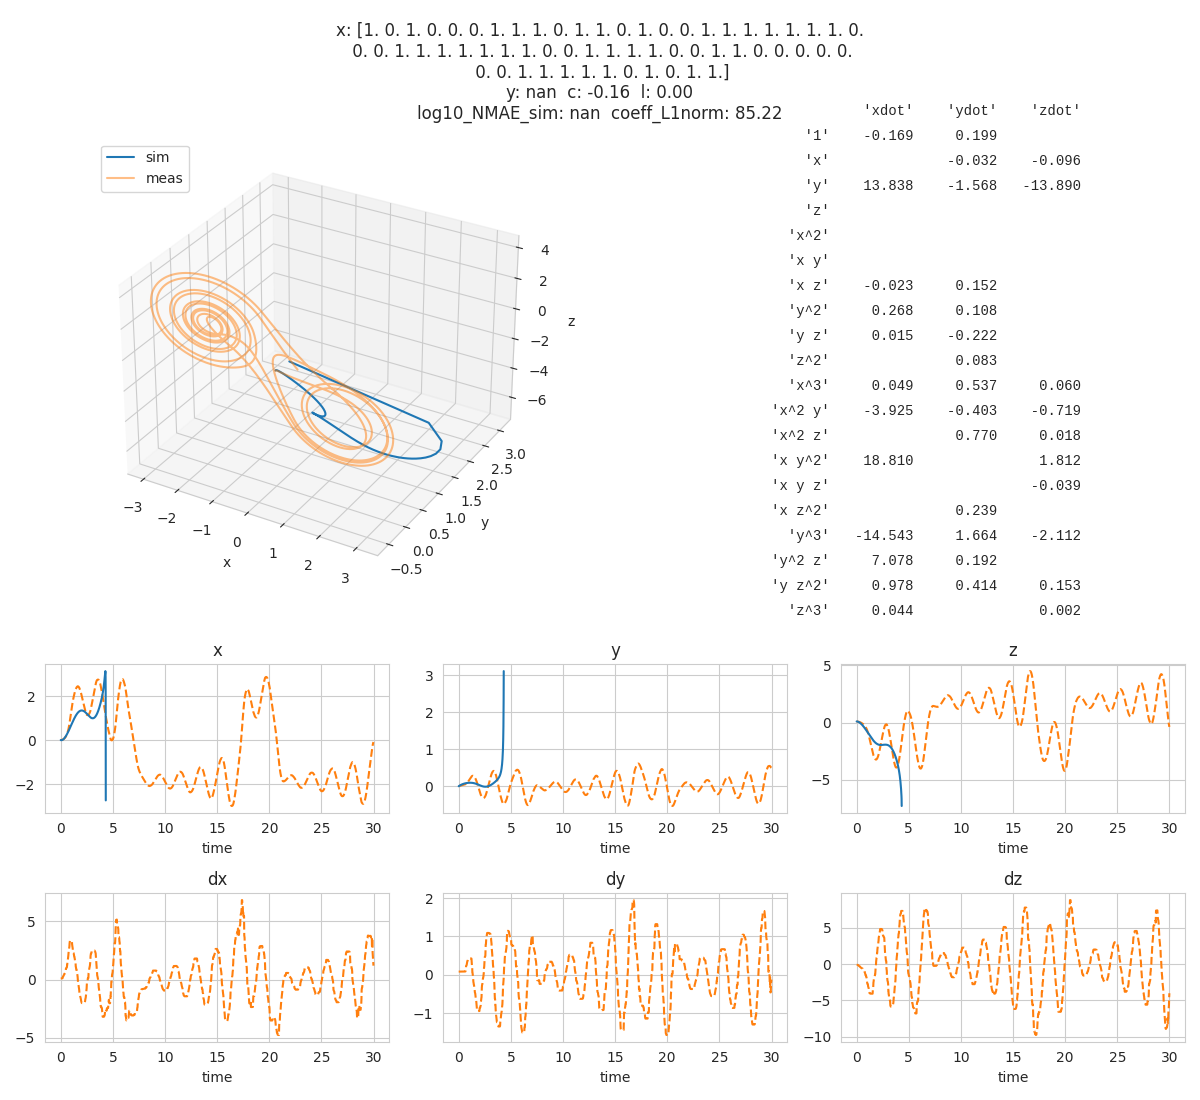 x: [1. 0. 1. 0. 0. 0. 1. 1. 1. 0. 1. 1. 0. 1. 0. 0. 1. 1. 1. 1. 1. 1. 1. 0.
0. 0. 1. 1. 1. 1. 1. 1. 1. 0. 0. 1. 1. 1. 1. 1. 0. 0. 1. 1. 0. 0. 0. 0. 0.
0. 0. 1. 1. 1. 1. 1. 0. 1. 0. 1. 1.]
y: nan c: -0.16 l: 0.00
log10_NMAE_sim: nan coeff_L1norm: 85.22
'xdot' 'ydot' 'zdot'
'1' -0.169 0.199
'x' -0.032 -0.096
'y' 13.838 -1.568 -13.890
'z'
'x^2'
'x y'
'x z' -0.023 0.152
'y^2' 0.268 0.108
'y z' 0.015 -0.222
'z^2' 0.083
'x^3' 0.049 0.537 0.060
'x^2 y' -3.925 -0.403 -0.719
'x^2 z' 0.770 0.018
'x y^2' 18.810 1.812
'x y z' -0.039
'x z^2' 0.239
'y^3' -14.543 1.664 -2.112
'y^2 z' 7.078 0.192
'y z^2' 0.978 0.414 0.153
'z^3' 0.044 0.002
sim
meas
4
2
0
−2
−4
−6
z
−3
−2
−1
0
1
2
3
x
−0.5
0.0
0.5
1.0
1.5
2.0
2.5
3.0
y
x
2
0
−2
0 5 10 15 20 25 30
time
y
3
2
1
0
0 5 10 15 20 25 30
time
z
5
0
−5
0 5 10 15 20 25 30
time
dx
5
0
−5
0 5 10 15 20 25 30
time
dy
2
1
0
−1
0 5 10 15 20 25 30
time
dz
5
0
−5
−10
0 5 10 15 20 25 30
time